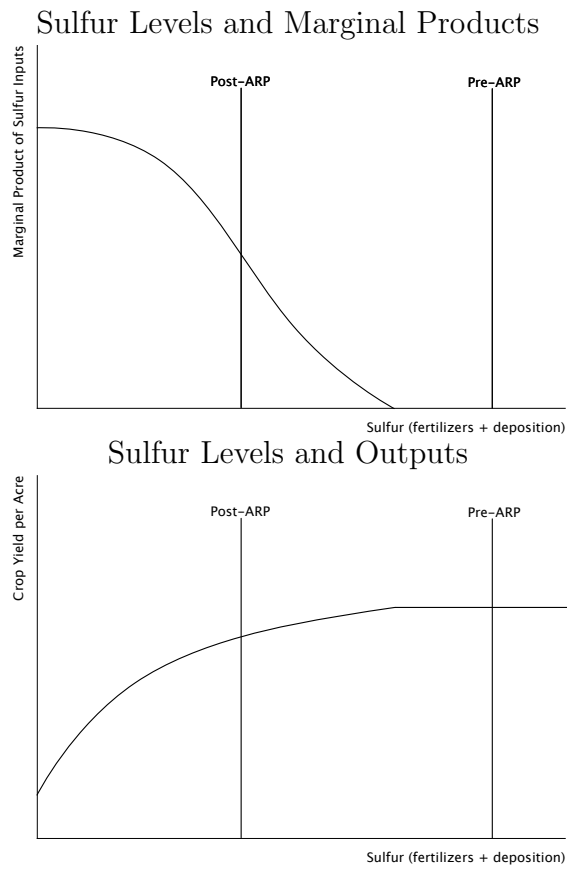 Sulfur Levels and Marginal Products
Marginal Product of Sulfur Inputs
Post−ARP
Pre−ARP
Sulfur (fertilizers + deposition)
Sulfur Levels and Outputs
Crop Yield per Acre
Post−ARP
Pre−ARP
Sulfur (fertilizers + deposition)